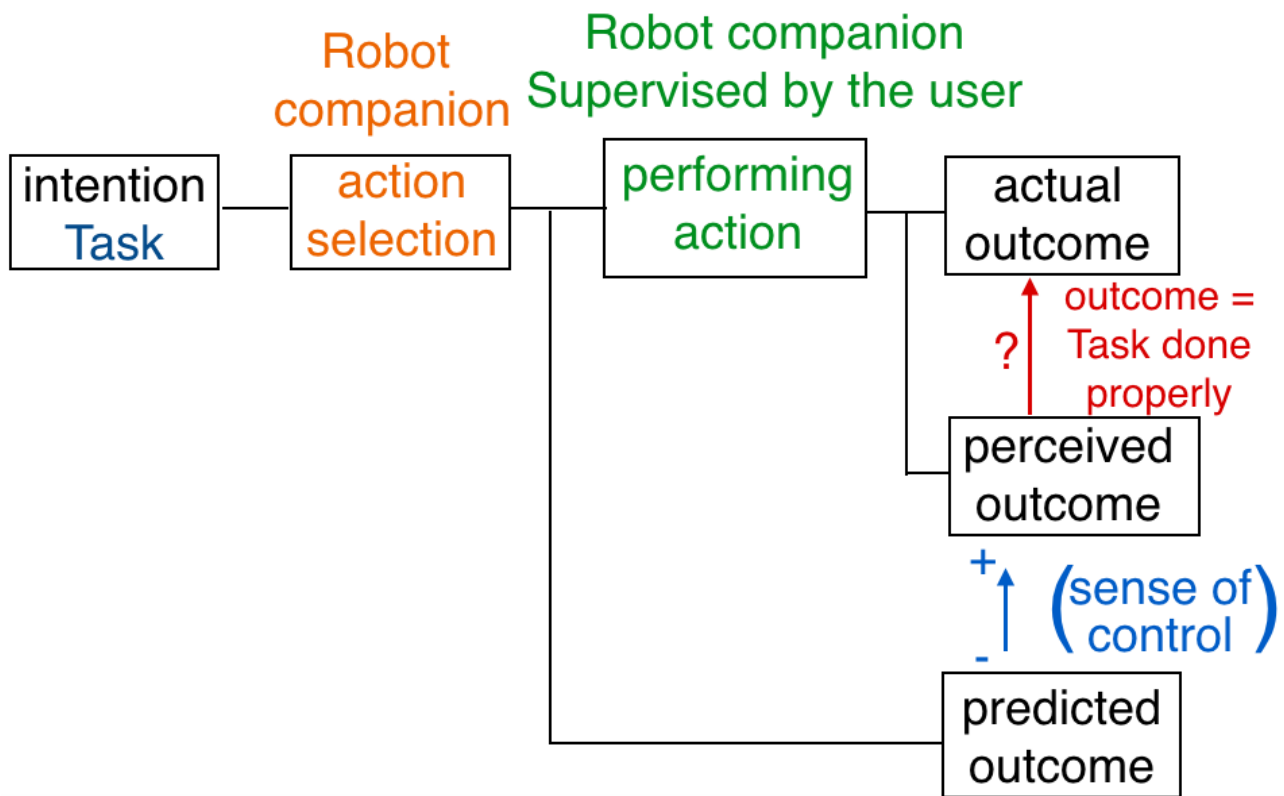 Robot
companion
Robot companion
Supervised by the user
intention
Task
action
selection
performing
action
actual
outcome
outcome =
Task done
properly
?
perceived
outcome
+
-
(sense of
control)
predicted
outcome